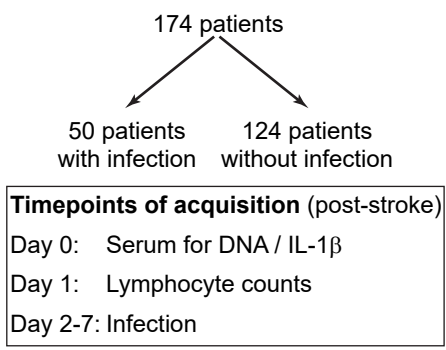 174 patients
50 patients 124 patients
with infection without infection
Timepoints of acquisition (post-stroke)
Day 0: Serum for DNA / IL-1β
Day 1: Lymphocyte counts
Day 2-7: Infection